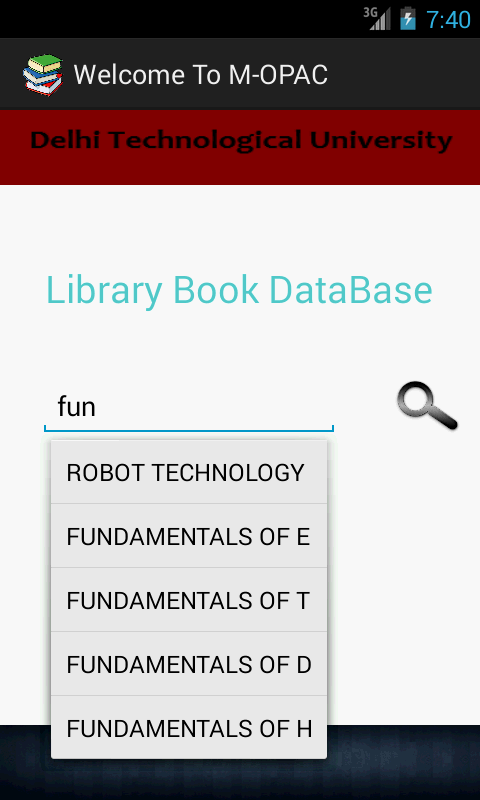 3G 7:40
Welcome To M-OPAC
Delhi Technological University
Library Book DataBase
fun
ROBOT TECHNOLOGY
FUNDAMENTALS OF E
FUNDAMENTALS OF T
FUNDAMENTALS OF D
FUNDAMENTALS OF H